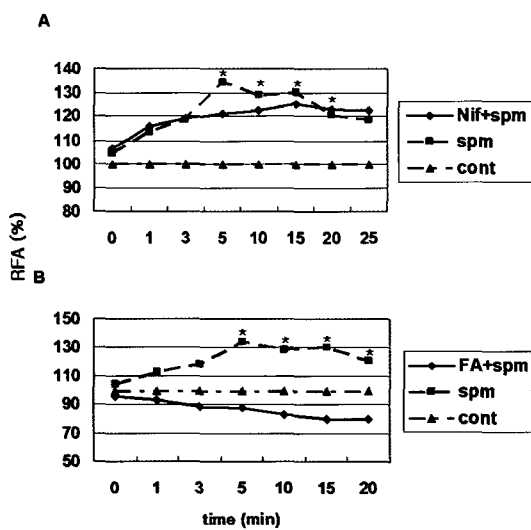 A
140
130
120
110
100
90
80
* * * *
0 1 3 5 10 15 20 25
Nif+spm
spm
cont
RFA (%)
B
150
130
110
90
70
50
* * * *
0 1 3 5 10 15 20
FA+spm
spm
cont
time (min)